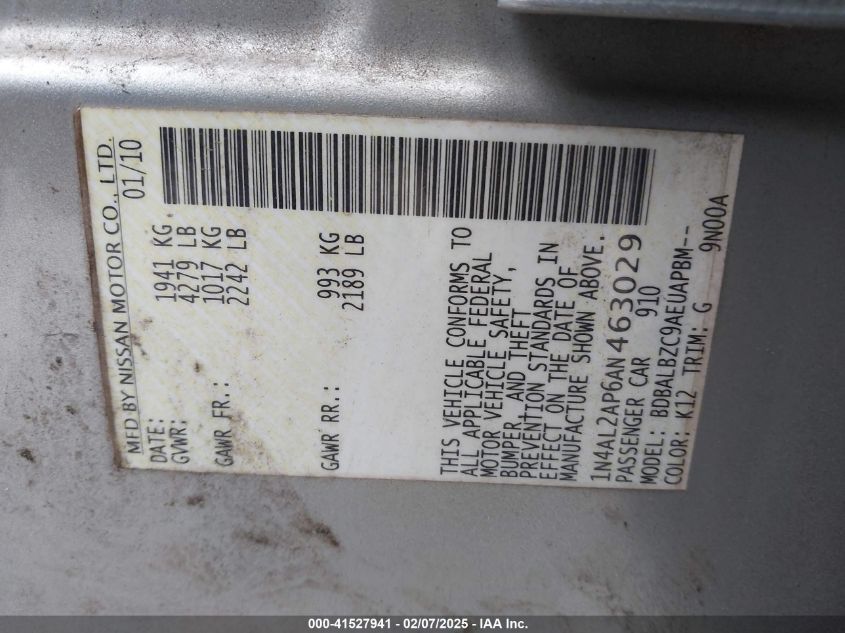 MFD BY NISSAN MOTOR CO., LTD.
DATE: 01/10
GVWR: 1941 KG
4279 LB
GAWR FR.: 1017 KG
2242 LB
GAWR RR.: 993 KG
2189 LB
THIS VEHICLE CONFORMS TO
ALL APPLICABLE FEDERAL
MOTOR VEHICLE SAFETY,
BUMPER, AND THEFT
PREVENTION STANDARDS IN
EFFECT ON THE DATE OF
MANUFACTURE SHOWN ABOVE.
1N4AL2AP6AN463029
PASSENGER CAR 910
MODEL: BDBALBZC9AEUAPBM--
COLOR: K12 TRIM: G 9N00A
000-41527941 - 02/07/2025 - IAA Inc.